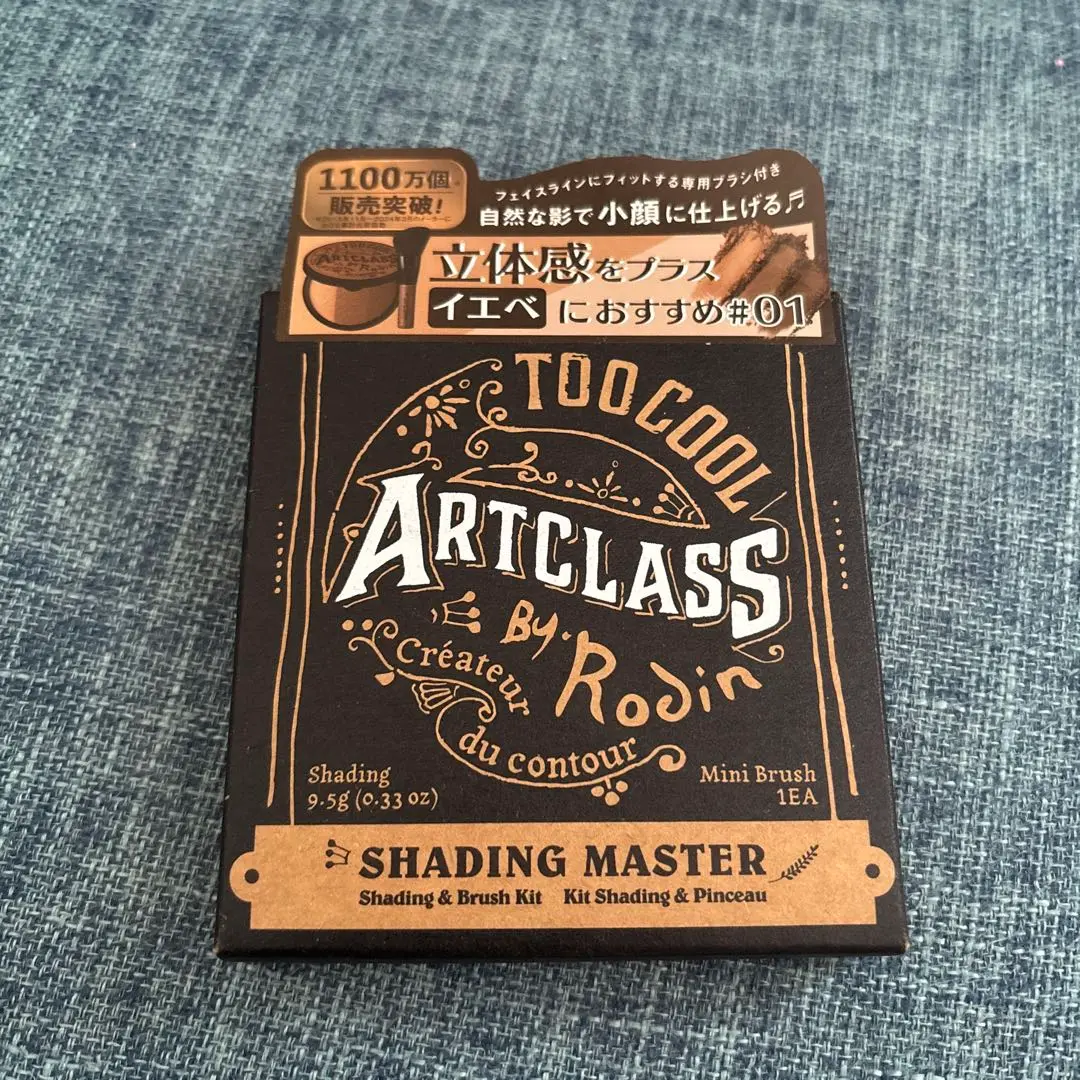 1100万個
販売突破!
フェイスラインにフィットする専用ブラシ付き
自然な影で小顔に仕上げる♬
ARTCLASS
By Rodin
立体感をプラス
イエベにおすすめ#01
TOOCOOL
ARTCLASS
By Rodin
Créateur
du contour
Shading
9.5g (0.33 oz)
Mini Brush
1EA
SHADING MASTER
Shading & Brush Kit Kit Shading & Pinceau